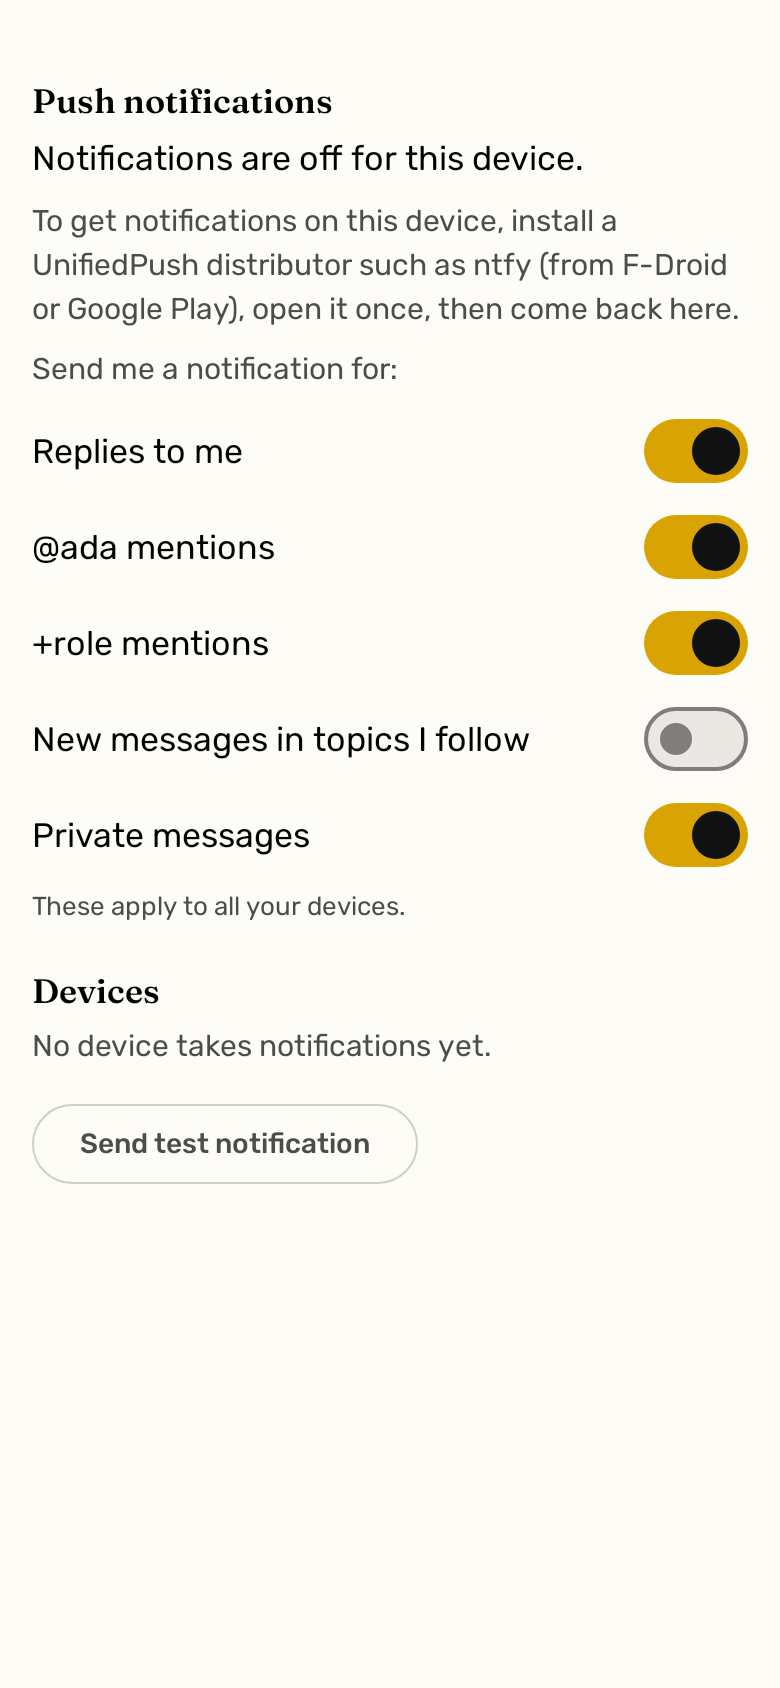 Push notifications
Notifications are off for this device.
To get notifications on this device, install a
UnifiedPush distributor such as ntfy (from F-Droid
or Google Play), open it once, then come back here.
Send me a notification for:
Replies to me
@ada mentions
+role mentions
New messages in topics I follow
Private messages
These apply to all your devices.
Devices
No device takes notifications yet.
Send test notification